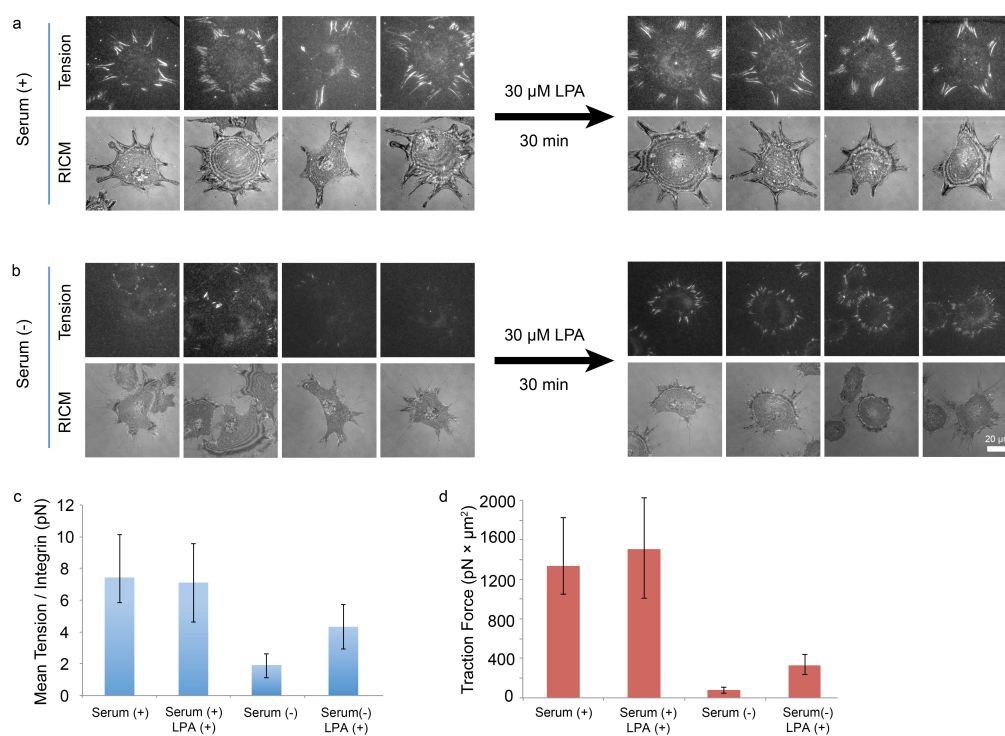 a
Serum (+)
Tension
RICM
30 µM LPA
30 min
b
Serum (-)
Tension
RICM
30 µM LPA
30 min
20 µm
c
Mean Tension / Integrin (pN)
12
10
8
6
4
2
0
Serum (+)
Serum (+)
LPA (+)
Serum (-)
Serum(-)
LPA (+)
d
Traction Force (pN × µm²)
2000
1600
1200
800
400
0
Serum (+)
Serum (+)
LPA (+)
Serum (-)
Serum(-)
LPA (+)